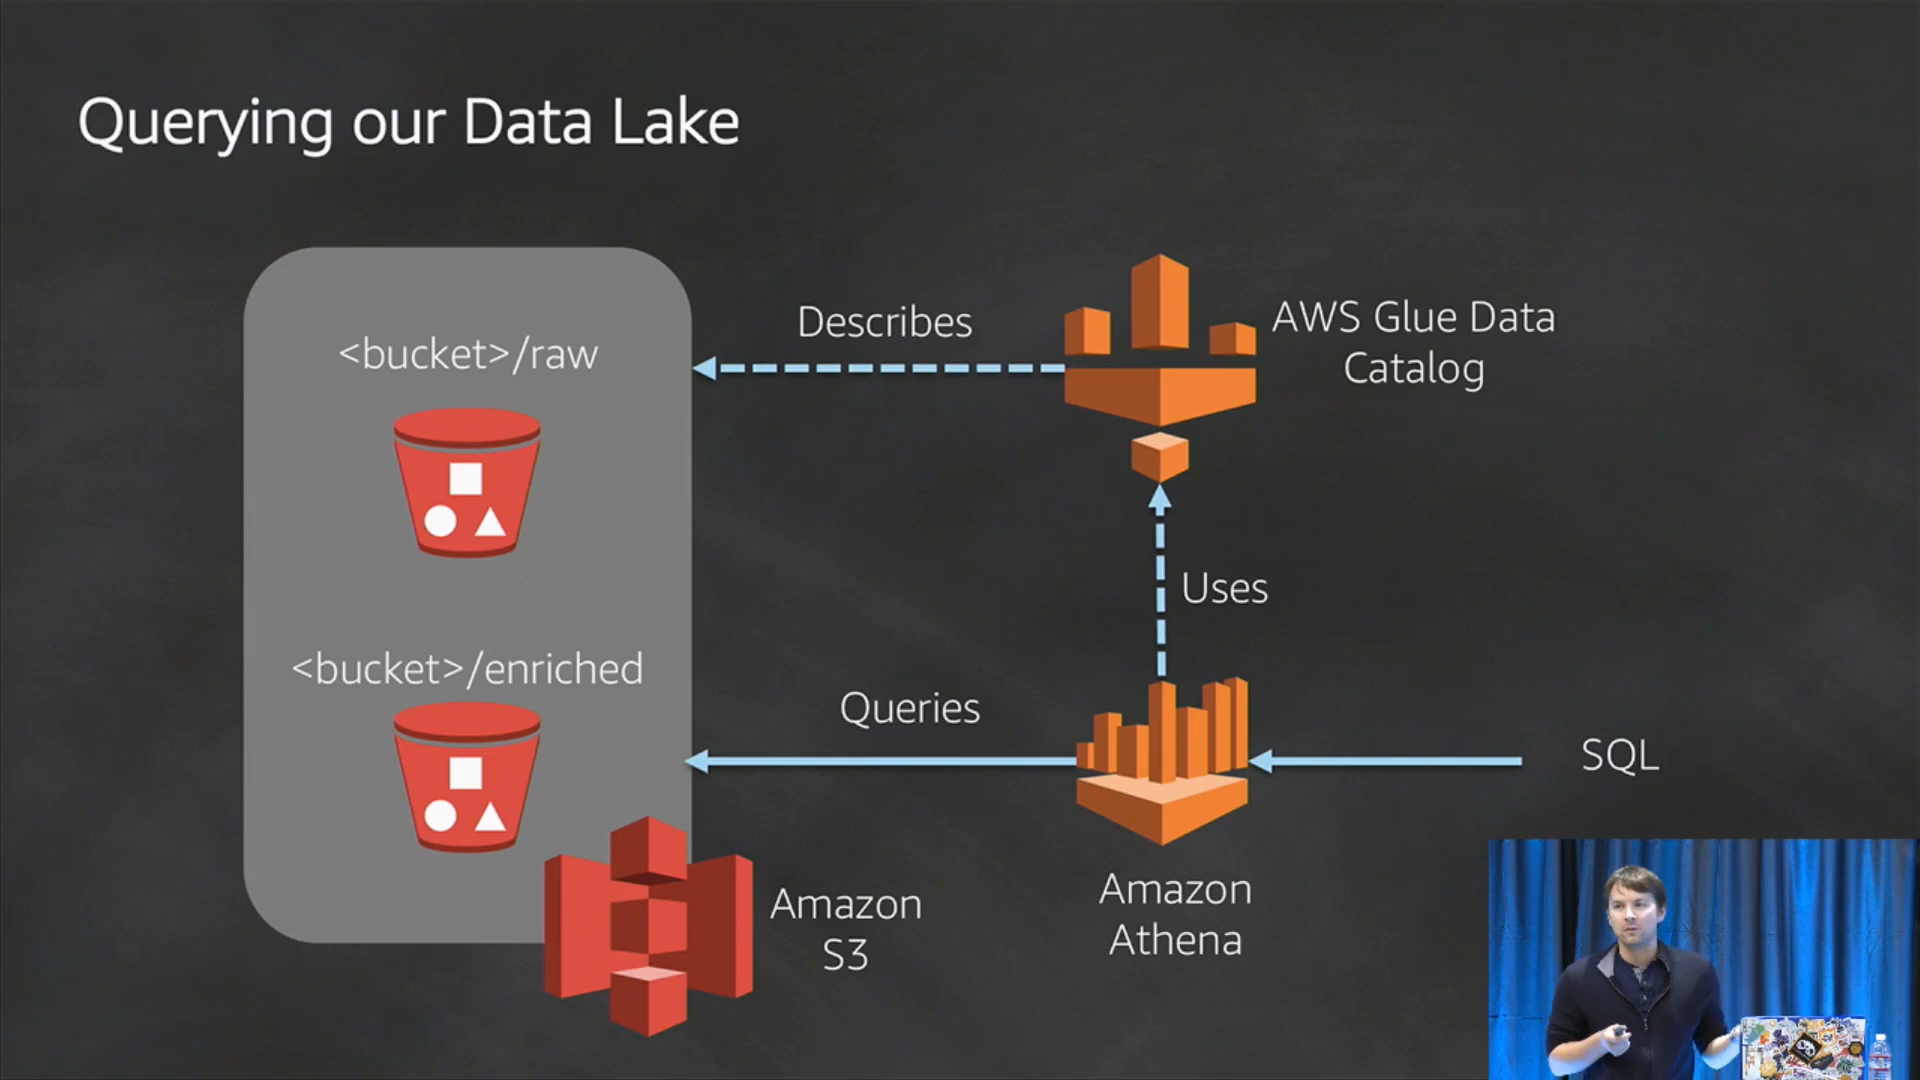 Querying our Data Lake
<bucket>/raw
Describes
AWS Glue Data
Catalog
Uses
<bucket>/enriched
Queries
SQL
Amazon
S3
Amazon
Athena